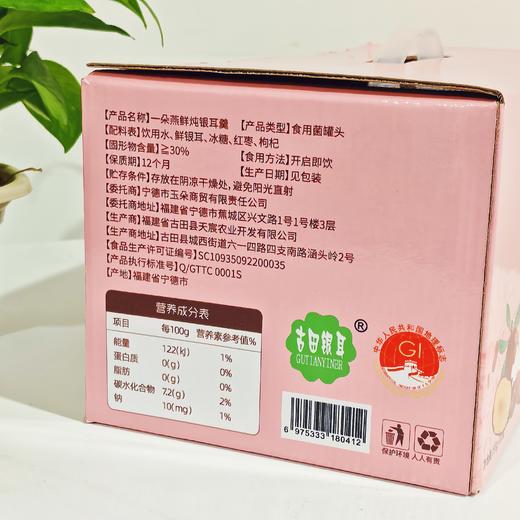 【产品名称】一朵燕鲜炖银耳羹 【产品类型】食用菌罐头
【配料表】饮用水、鲜银耳、冰糖、红枣、枸杞
【固形物含量】≧30% 【食用方法】开启即饮
【保质期】12个月 【生产日期】见包装
【贮存条件】存放在阴凉干燥处，避免阳光直射
【委托商】宁德市玉朵商贸有限责任公司
【委托商地址】福建省宁德市蕉城区兴文路1号1号楼3层
【生产商】福建省古田县天宸农业开发有限公司
【生产商地址】古田县城西街道六一四路四支南路涵头岭2号
【食品生产许可证编号】SC10935092200035
【产品执行标准号】Q/GTTC 0001S
【产地】福建省宁德市
营养成分表
项目 每100g 营养素参考值%
能量 122(kj) 1%
蛋白质 0(g) 0%
脂肪 0(g) 0%
碳水化合物 7.2(g) 2%
钠 10(mg) 1%
古田银耳
GUTIANYINER
®
中华人民共和国地理标志
GI
6 975333 180412
保护环境 人人有责